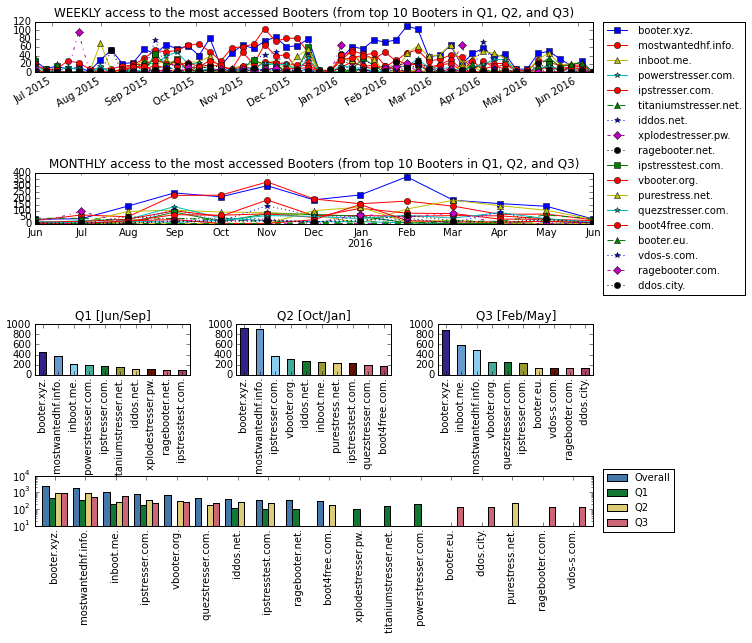 WEEKLY access to the most accessed Booters (from top 10 Booters in Q1, Q2, and Q3)
120
100
80
60
40
20
0
Jul 2015
Aug 2015
Sep 2015
Oct 2015
Nov 2015
Dec 2015
Jan 2016
Feb 2016
Mar 2016
Apr 2016
May 2016
Jun 2016
booter.xyz.
mostwantedhf.info.
inboot.me.
powerstresser.com.
ipstresser.com.
titaniumstresser.net.
iddos.net.
xplodestresser.pw.
ragebooter.net.
ipstresstest.com.
vbooter.org.
purestress.net.
quezstresser.com.
boot4free.com.
booter.eu.
vdos-s.com.
ragebooter.com.
ddos.city.
MONTHLY access to the most accessed Booters (from top 10 Booters in Q1, Q2, and Q3)
400
350
300
250
200
150
100
50
0
Jun Jul Aug Sep Oct Nov Dec Jan Feb Mar Apr May Jun
2016
Q1 [Jun/Sep]
1000
800
600
400
200
0
booter.xyz.
mostwantedhf.info.
inboot.me.
powerstresser.com.
ipstresser.com.
titaniumstresser.net.
iddos.net.
xplodestresser.pw.
ragebooter.net.
ipstresstest.com.
Q2 [Oct/Jan]
1000
800
600
400
200
0
booter.xyz.
mostwantedhf.info.
ipstresser.com.
vbooter.org.
iddos.net.
inboot.me.
purestress.net.
ipstresstest.com.
quezstresser.com.
boot4free.com.
Q3 [Feb/May]
1000
800
600
400
200
0
booter.xyz.
inboot.me.
mostwantedhf.info.
vbooter.org.
quezstresser.com.
ipstresser.com.
booter.eu.
vdos-s.com.
ragebooter.com.
ddos.city.
10^4
10^3
10^2
10^1
booter.xyz.
mostwantedhf.info.
inboot.me.
ipstresser.com.
vbooter.org.
quezstresser.com.
iddos.net.
ipstresstest.com.
ragebooter.net.
boot4free.com.
xplodestresser.pw.
titaniumstresser.net.
powerstresser.com.
booter.eu.
ddos.city.
purestress.net.
ragebooter.com.
vdos-s.com.
Overall
Q1
Q2
Q3